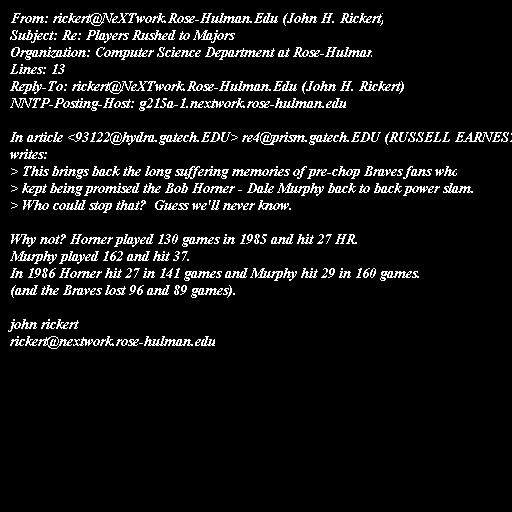 From: rickert@NeXTwork.Rose-Hulman.Edu (John H. Rickert)
Subject: Re: Players Rushed to Majors
Organization: Computer Science Department at Rose-Hulman
Lines: 13
Reply-To: rickert@NeXTwork.Rose-Hulman.Edu (John H. Rickert)
NNTP-Posting-Host: g215a-1.nextwork.rose-hulman.edu

In article <93122@hydra.gatech.EDU> re4@prism.gatech.EDU (RUSSELL EARNEST
writes:
> This brings back the long suffering memories of pre-chop Braves fans who
> kept being promised the Bob Horner - Dale Murphy back to back power slam.
> Who could stop that?  Guess we'll never know.

Why not? Horner played 130 games in 1985 and hit 27 HR.
Murphy played 162 and hit 37.
In 1986 Horner hit 27 in 141 games and Murphy hit 29 in 160 games.
(and the Braves lost 96 and 89 games).

john rickert
rickert@nextwork.rose-hulman.edu